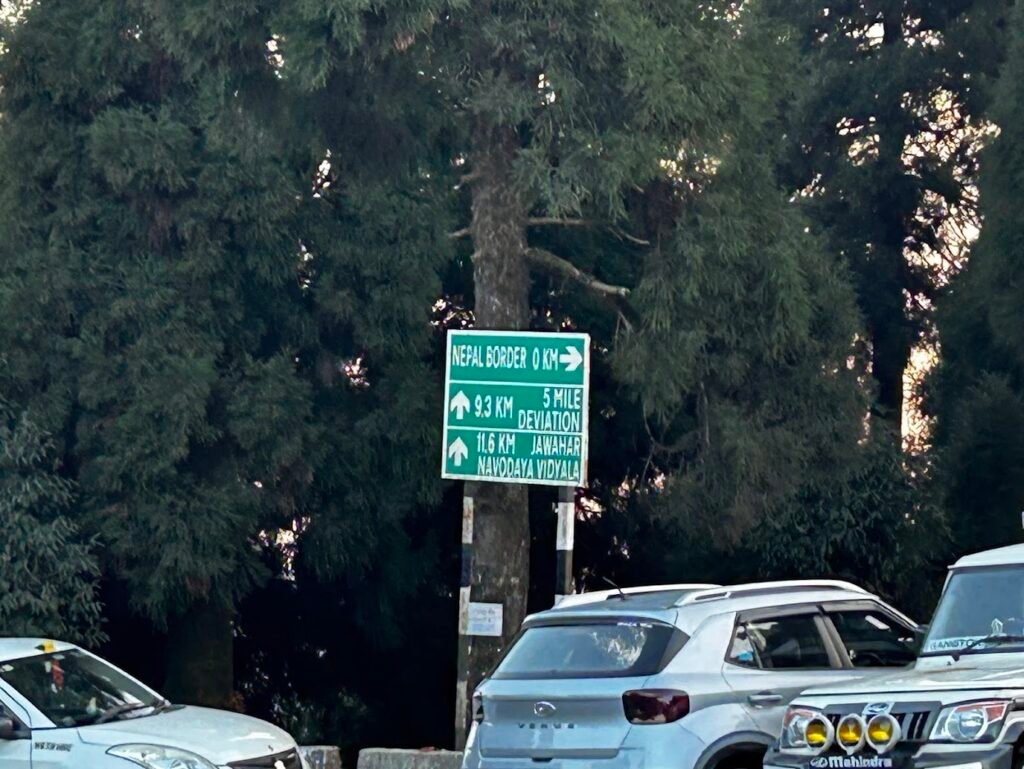 NEPAL BORDER 0 KM
9.3 KM 5 MILE
DEVIATION
11.6 KM JAWAHAR
NAVODAYA VIDYALA
VENUE
Mahindra